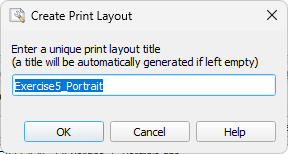 Create Print Layout
Enter a unique print layout title
(a title will be automatically generated if left empty)
Exercise5_Portrait
OK
Cancel
Help